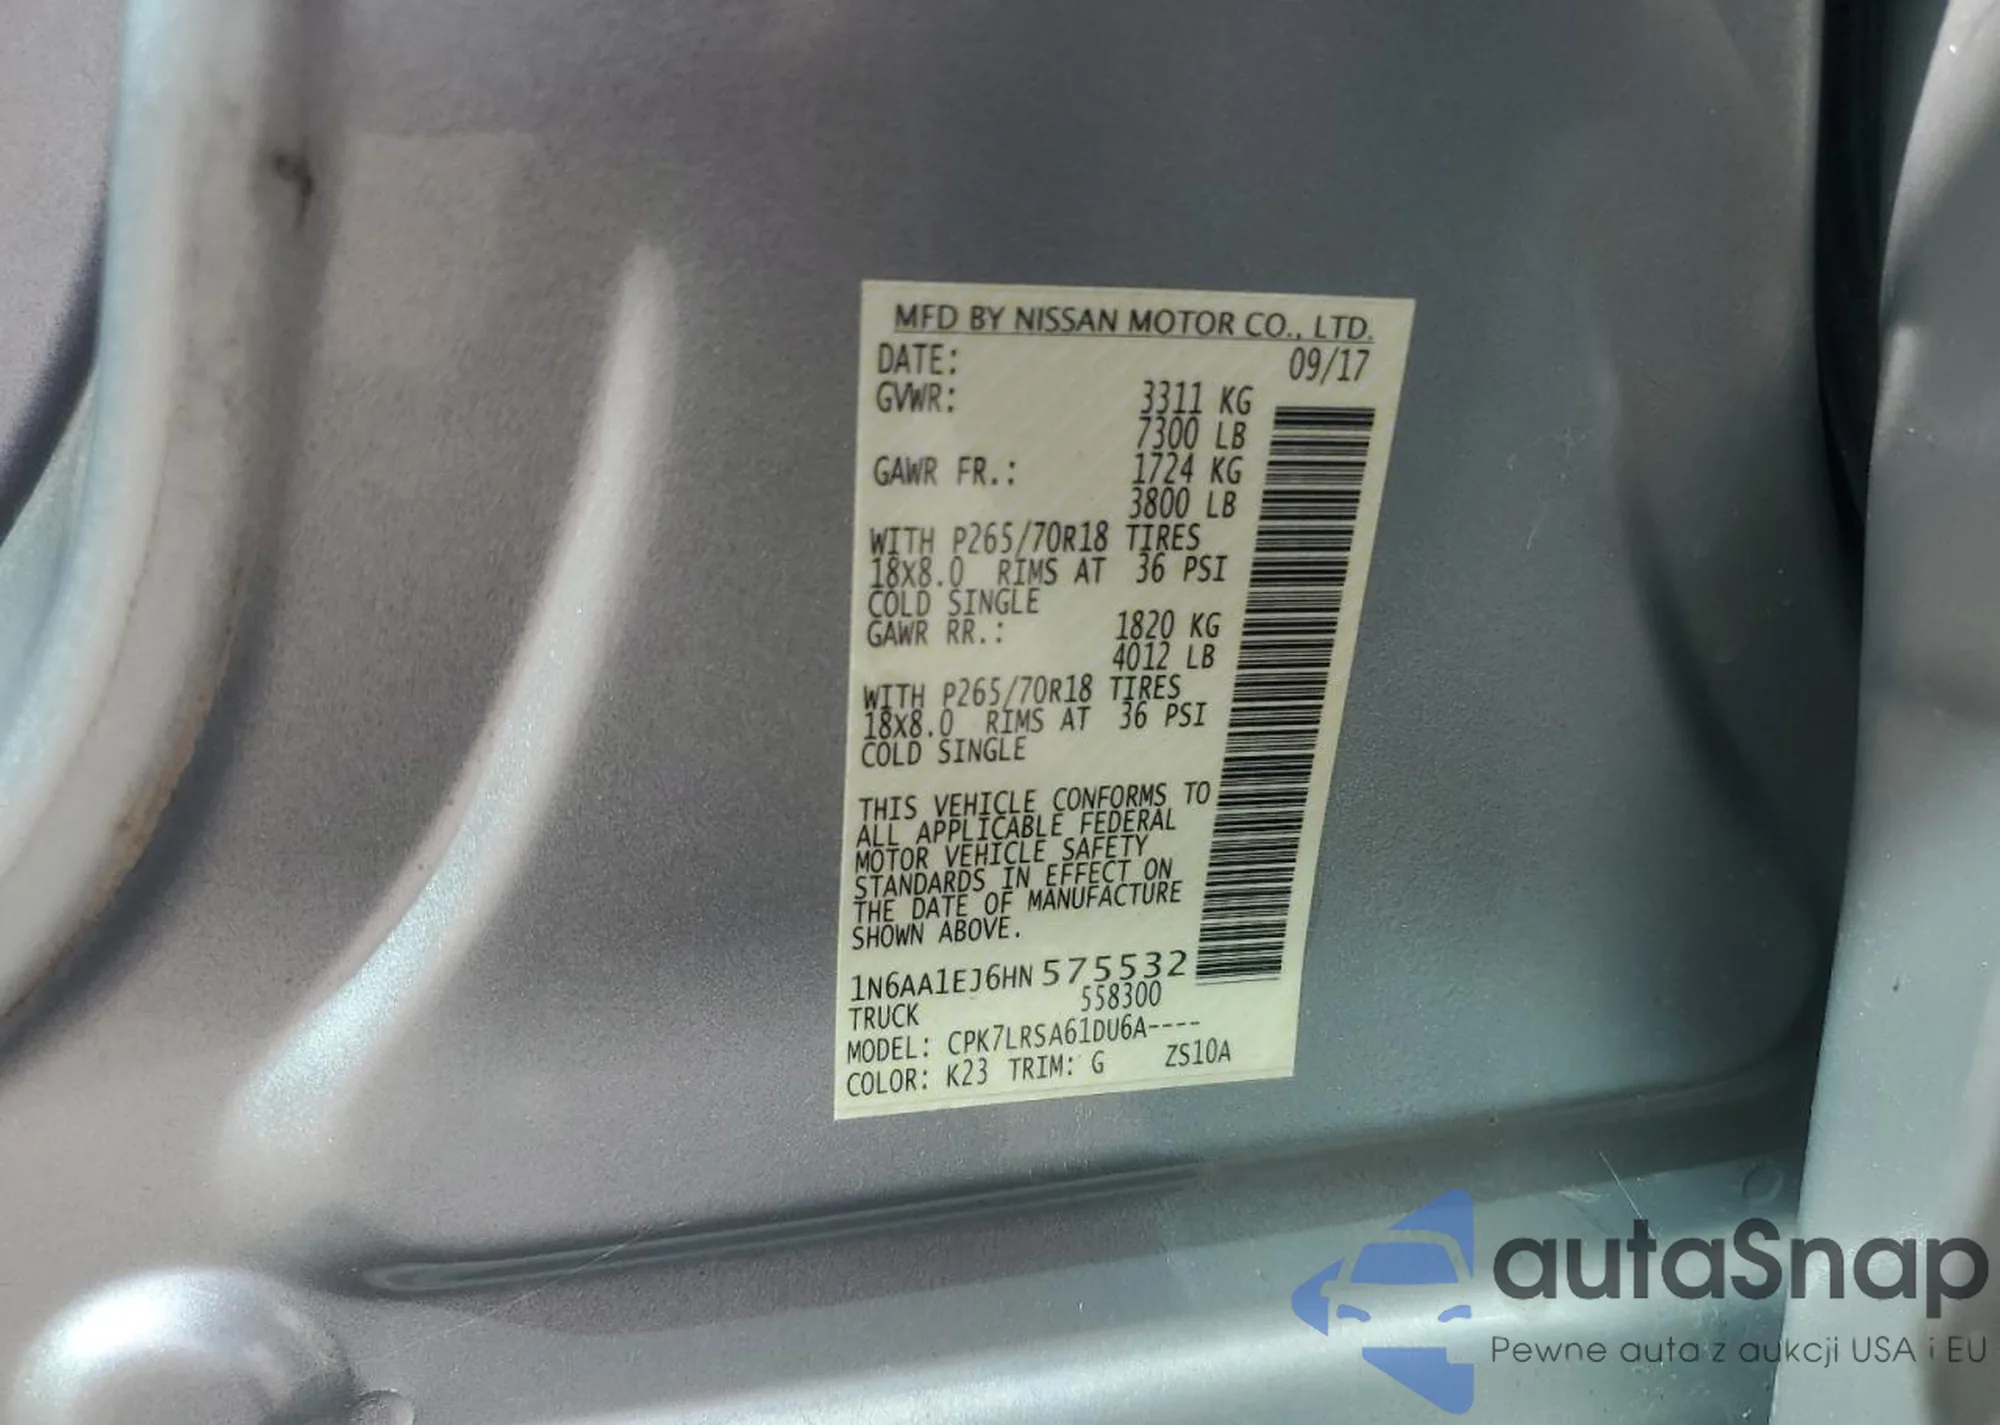 MFD BY NISSAN MOTOR CO., LTD.
DATE: 09/17
GVWR: 3311 KG
7300 LB
GAWR FR.: 1724 KG
3800 LB
WITH P265/70R18 TIRES
18X8.0 RIMS AT 36 PSI
COLD SINGLE
GAWR RR.: 1820 KG
4012 LB
WITH P265/70R18 TIRES
18X8.0 RIMS AT 36 PSI
COLD SINGLE
THIS VEHICLE CONFORMS TO
ALL APPLICABLE FEDERAL
MOTOR VEHICLE SAFETY
STANDARDS IN EFFECT ON
THE DATE OF MANUFACTURE
SHOWN ABOVE.
1N6AA1EJ6HN 575532
TRUCK 558300
MODEL: CPK7LRSA61DU6A----
COLOR: K23 TRIM: G ZS10A
autaSnap
Pewne auta z aukcji USA i EU